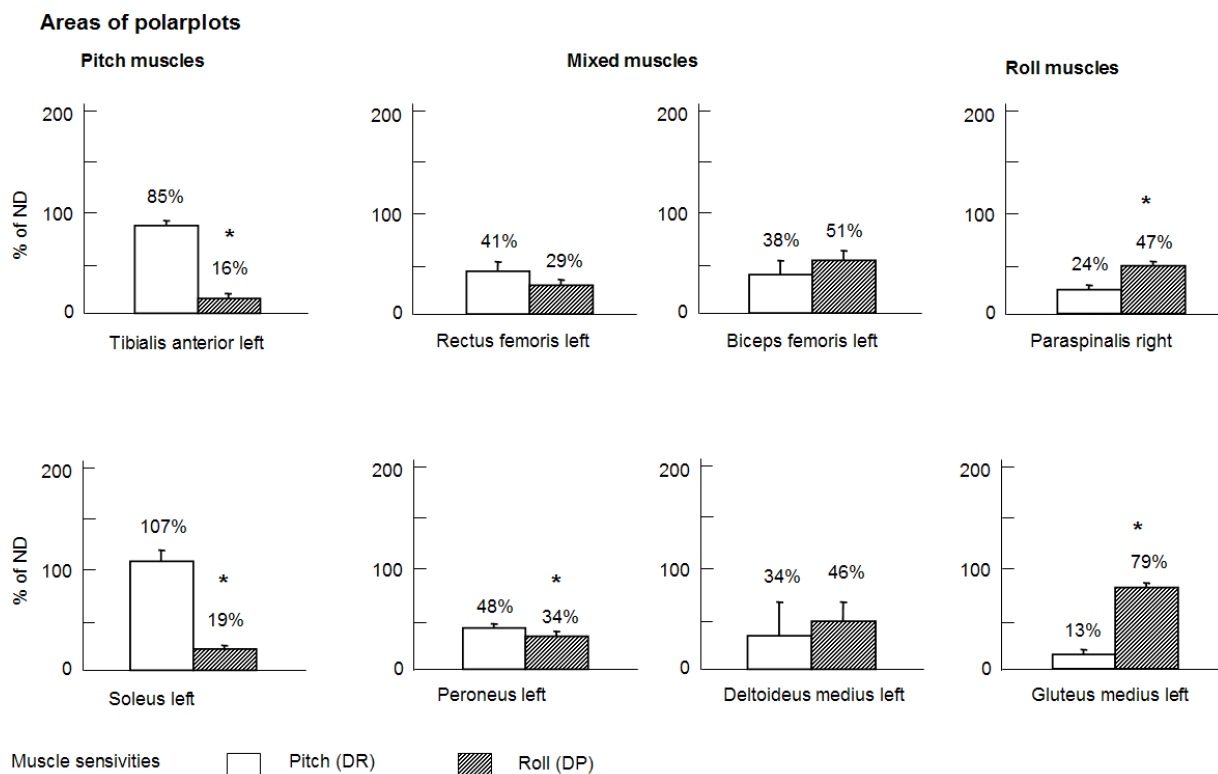 Areas of polarplots
Pitch muscles
Mixed muscles
Roll muscles
% of ND
200
100
0
85%
*
16%
Tibialis anterior left
200
100
0
41%
29%
Rectus femoris left
200
100
0
38%
51%
Biceps femoris left
200
100
0
24%
*
47%
Paraspinalis right
% of ND
200
100
0
107%
*
19%
Soleus left
200
100
0
48%
*
34%
Peroneus left
200
100
0
34%
46%
Deltoideus medius left
200
100
0
13%
*
79%
Gluteus medius left
Muscle sensivities
Pitch (DR)
Roll (DP)